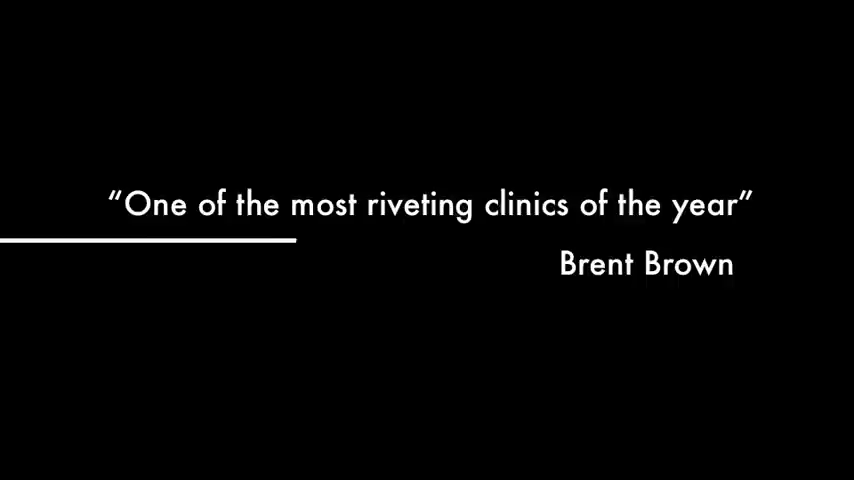 “One of the most riveting clinics of the year”
Brent Brown